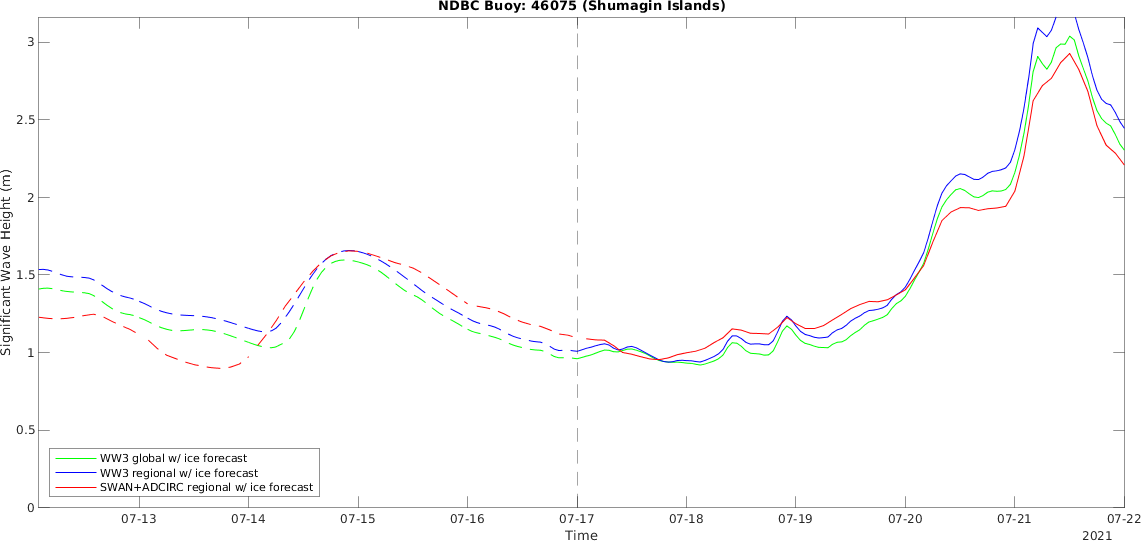 NDBC Buoy: 46075 (Shumagin Islands)
3
2.5
2
1.5
1
0.5
0
Significant Wave Height (m)
WW3 global w/ ice forecast
WW3 regional w/ ice forecast
SWAN+ADCIRC regional w/ ice forecast
07-13 07-14 07-15 07-16 07-17 07-18 07-19 07-20 07-21 07-22
Time
2021